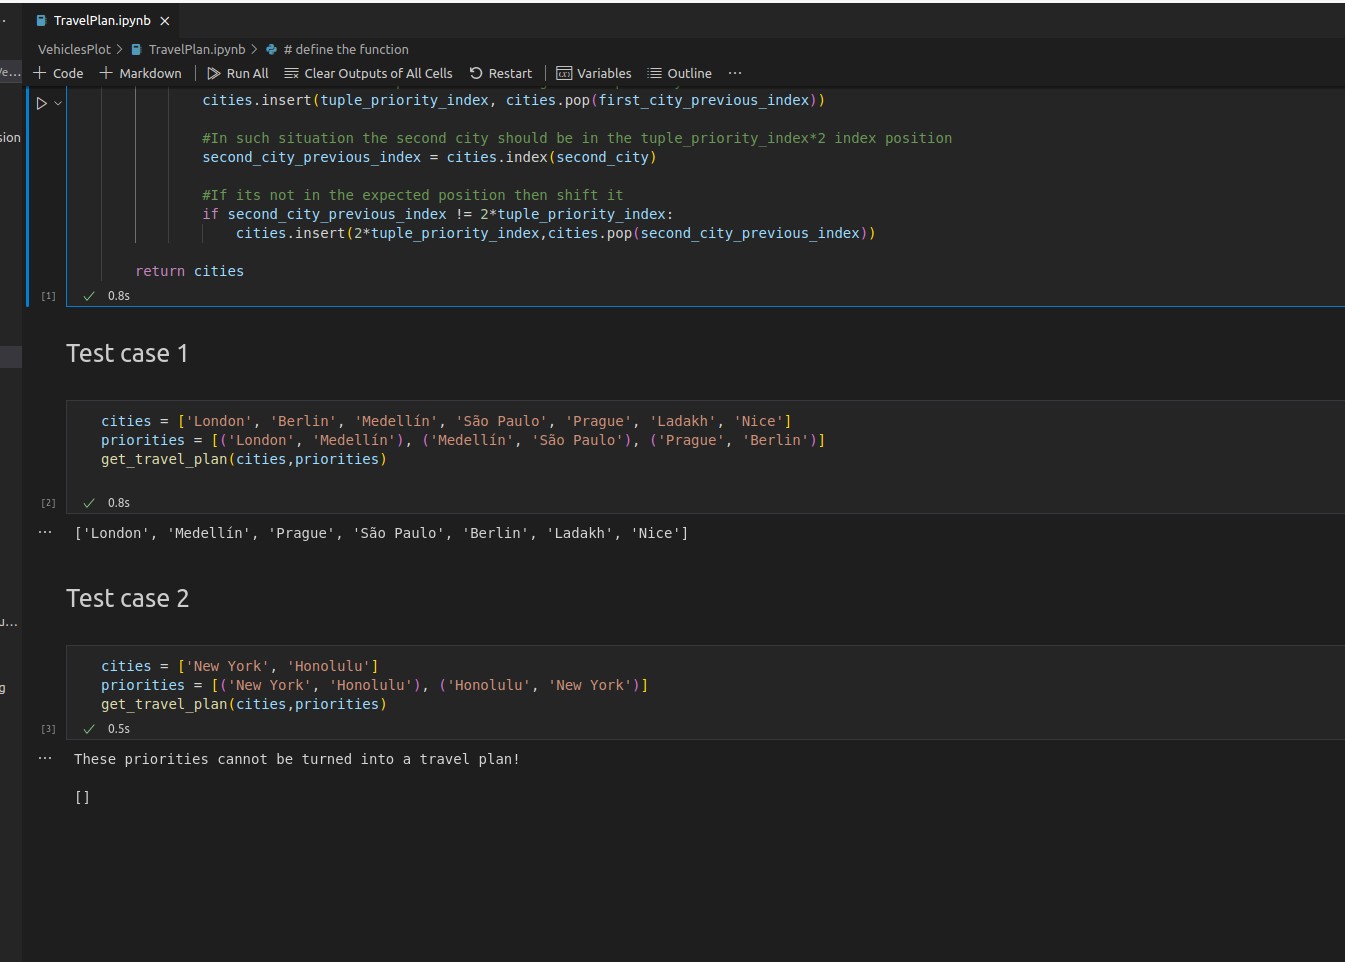 TravelPlan.ipynb
VehiclesPlot > TravelPlan.ipynb > # define the function
+ Code + Markdown | Run All Clear Outputs of All Cells Restart | Variables Outline ...
cities.insert(tuple_priority_index, cities.pop(first_city_previous_index))
#In such situation the second city should be in the tuple_priority_index*2 index position
second_city_previous_index = cities.index(second_city)
#If its not in the expected position then shift it
if second_city_previous_index != 2*tuple_priority_index:
cities.insert(2*tuple_priority_index,cities.pop(second_city_previous_index))
return cities
[1] 0.8s
Test case 1
cities = ['London', 'Berlin', 'Medellín', 'São Paulo', 'Prague', 'Ladakh', 'Nice']
priorities = [('London', 'Medellín'), ('Medellín', 'São Paulo'), ('Prague', 'Berlin')]
get_travel_plan(cities,priorities)
[2] 0.8s
... ['London', 'Medellín', 'Prague', 'São Paulo', 'Berlin', 'Ladakh', 'Nice']
Test case 2
cities = ['New York', 'Honolulu']
priorities = [('New York', 'Honolulu'), ('Honolulu', 'New York')]
get_travel_plan(cities,priorities)
[3] 0.5s
... These priorities cannot be turned into a travel plan!
[]